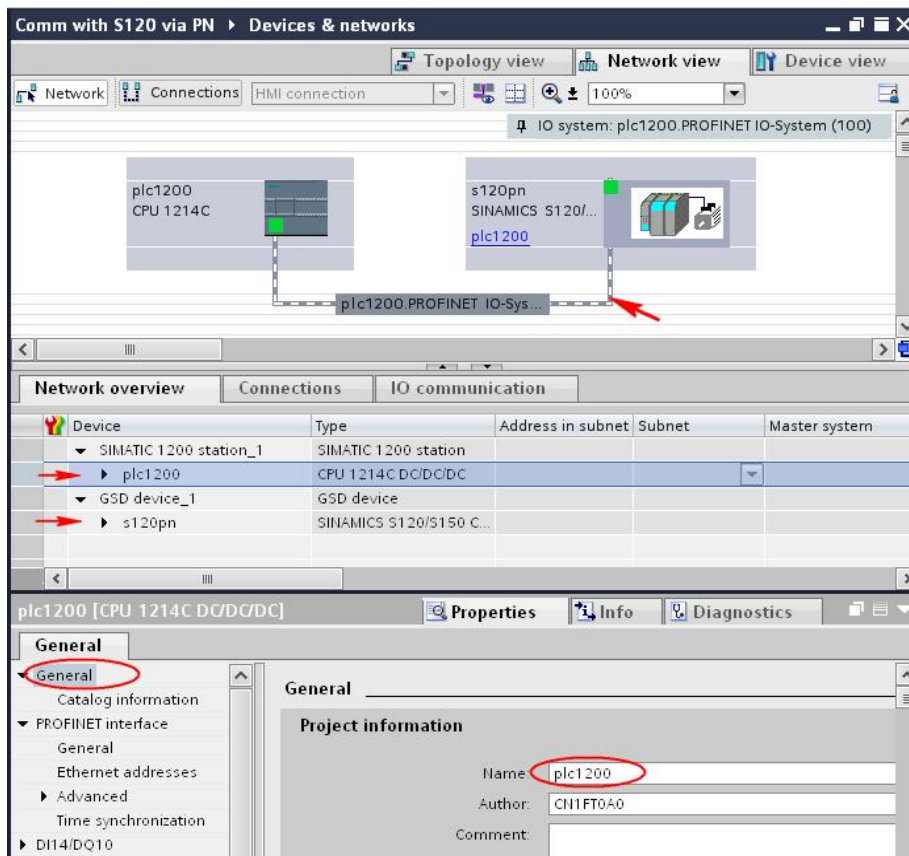 Comm with S120 via PN ▸ Devices & networks
Topology view Network view Device view
Network Connections HMI connection 100%
IO system: plc1200.PROFINET IO-System (100)
plc1200
CPU 1214C
s120pn
SINAMICS S120/...
plc1200
plc1200.PROFINET IO-Sys...
Network overview Connections IO communication
Device Type Address in subnet Subnet Master system
SIMATIC 1200 station_1 SIMATIC 1200 station
plc1200 CPU 1214C DC/DC/DC
GSD device_1 GSD device
s120pn SINAMICS S120/S150 C...
plc1200 [CPU 1214C DC/DC/DC] Properties Info Diagnostics
General
General
Catalog information
PROFINET interface
General
Ethernet addresses
Advanced
Time synchronization
DI14/DQ10
General
Project information
Name: plc1200
Author: CN1FT0A0
Comment: